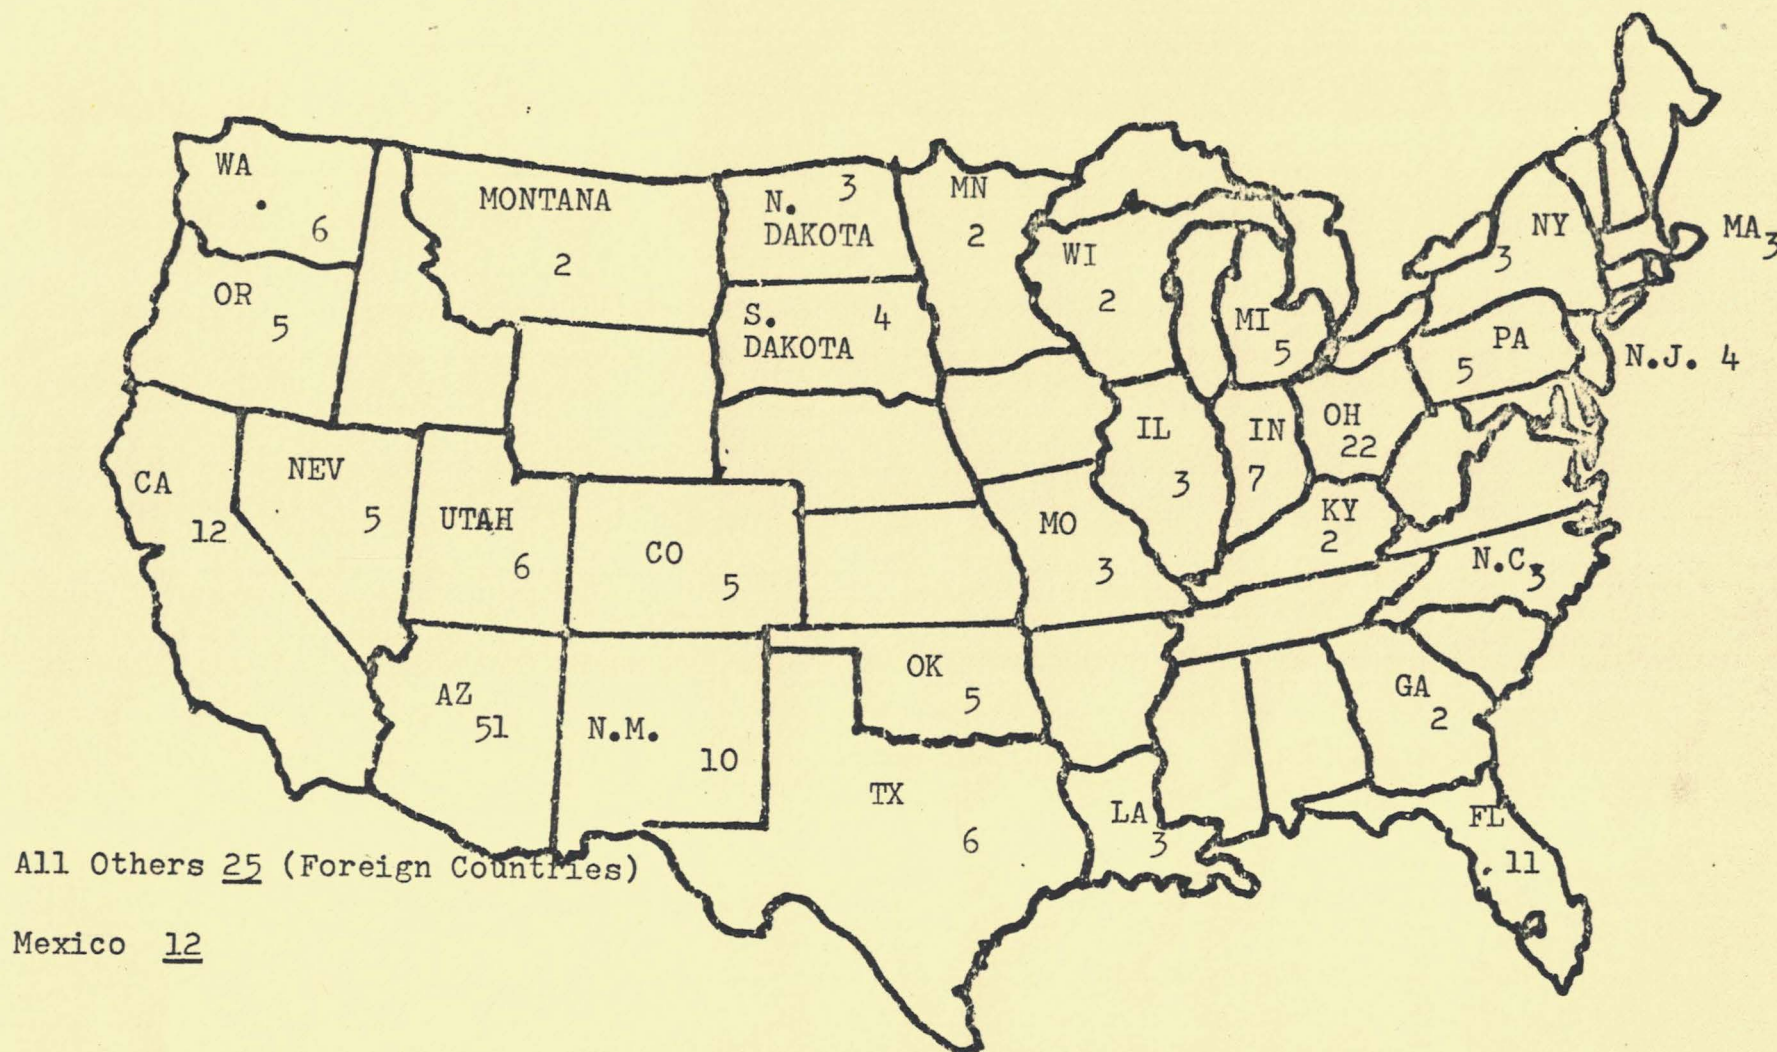 WA
6
MONTANA
2
N. 3
DAKOTA
MN
2
WI
2
MI
5
NY
3
MA3
OR
5
S. 4
DAKOTA
PA
5
N.J. 4
CA
12
NEV
5
UTAH
6
CO
5
MO
3
IL
3
IN
7
OH
22
KY
2
N.C.3
AZ
51
N.M.
10
OK
5
TX
6
LA
3
GA
2
FL
11
All Others 25 (Foreign Countries)
Mexico 12